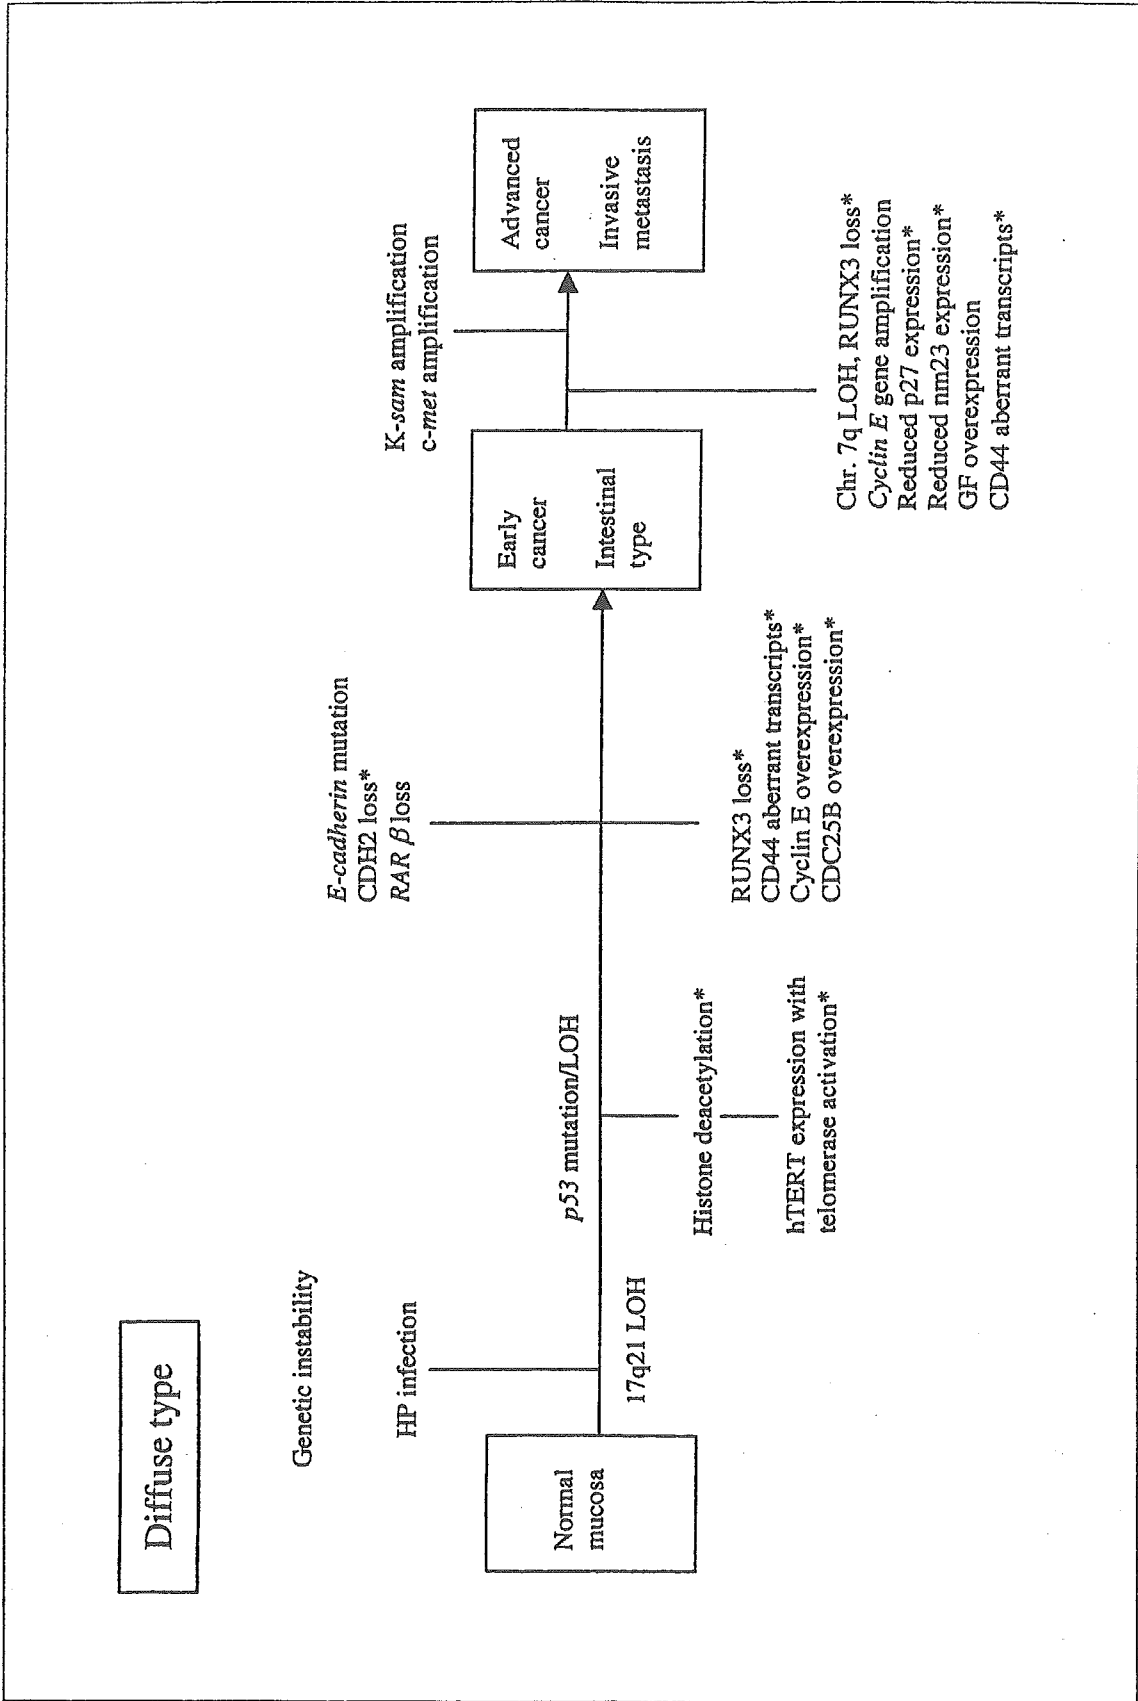 Diffuse type
Genetic instability
HP infection
Normal
mucosa
17q21 LOH
p53 mutation/LOH
Histone deacetylation*
hTERT expression with
telomerase activation*
E-cadherin mutation
CDH2 loss*
RAR β loss
RUNX3 loss*
CD44 aberrant transcripts*
Cyclin E overexpression*
CDC25B overexpression*
Early
cancer
Intestinal
type
K-sam amplification
c-met amplification
Chr. 7q LOH, RUNX3 loss*
Cyclin E gene amplification
Reduced p27 expression*
Reduced nm23 expression*
GF overexpression
CD44 aberrant transcripts*
Advanced
cancer
Invasive
metastasis